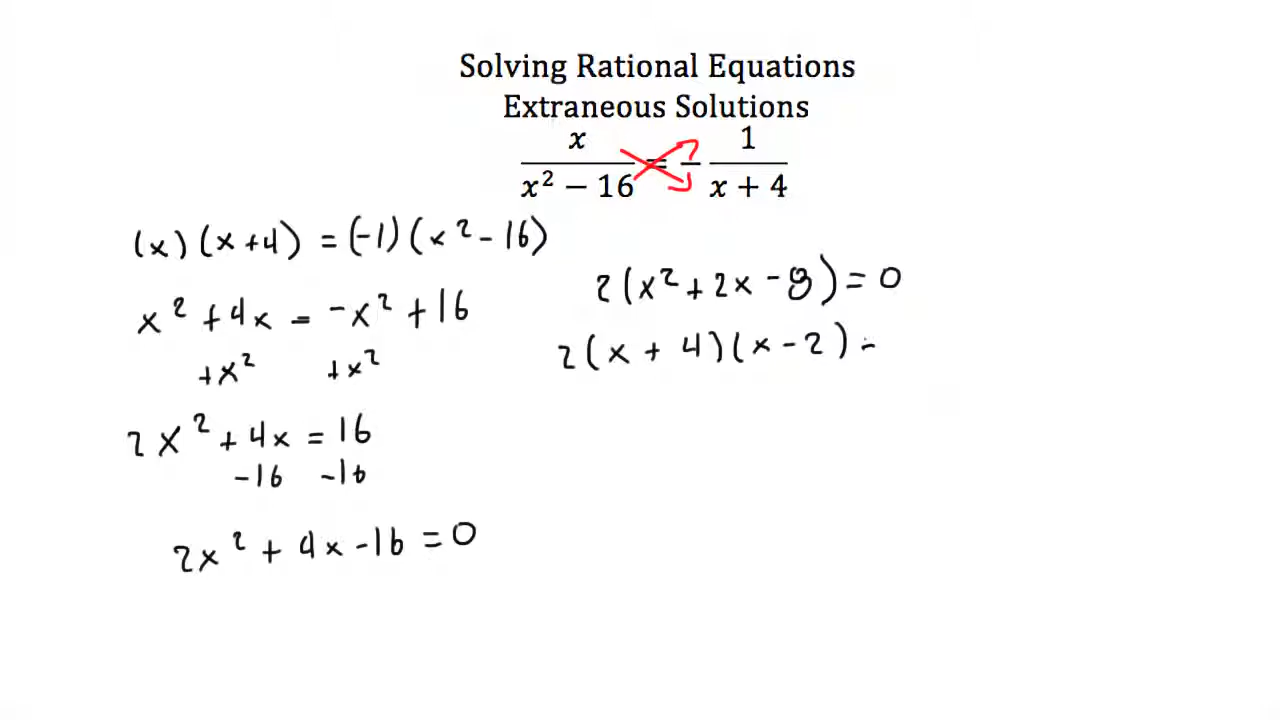 Solving Rational Equations
Extraneous Solutions
x/(x² − 16) = − 1/(x + 4)
(x)(x+4) = (-1)(x² - 16)
x² + 4x = -x² + 16
+x² +x²
2x² + 4x = 16
-16 -16
2x² + 4x - 16 = 0
2(x² + 2x - 8) = 0
2(x + 4)(x - 2) =